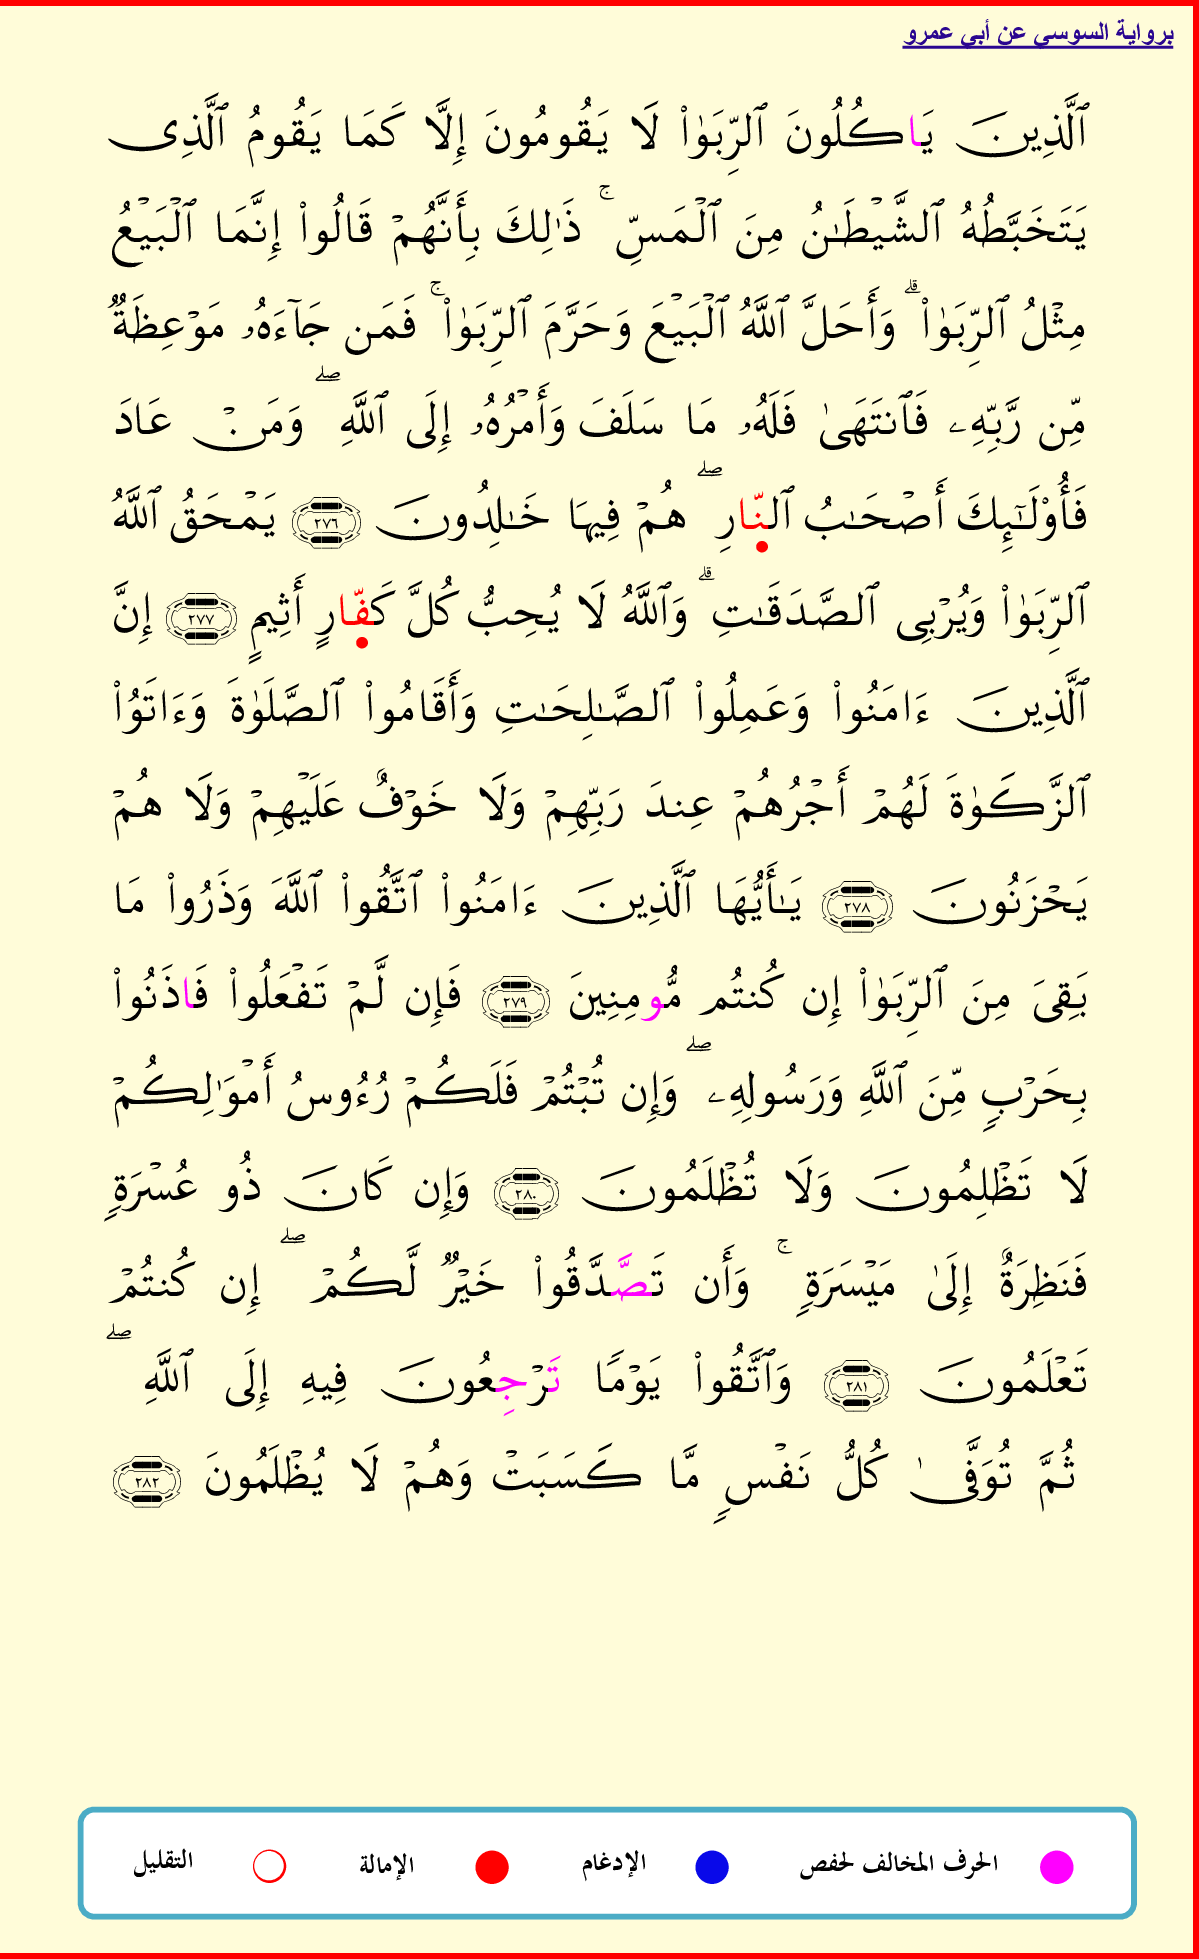 برواية السوسي عن أبي عمرو
ٱلَّذِينَ يَاكُلُونَ ٱلرِّبَوٰا۟ لَا يَقُومُونَ إِلَّا كَمَا يَقُومُ ٱلَّذِى
يَتَخَبَّطُهُ ٱلشَّيْطَـٰنُ مِنَ ٱلْمَسِّ ۚ ذَٰلِكَ بِأَنَّهُمْ قَالُوا۟ إِنَّمَا ٱلْبَيْعُ
مِثْلُ ٱلرِّبَوٰا۟ ۗ وَأَحَلَّ ٱللَّهُ ٱلْبَيْعَ وَحَرَّمَ ٱلرِّبَوٰا۟ ۚ فَمَن جَآءَهُۥ مَوْعِظَةٌ
مِّن رَّبِّهِۦ فَٱنتَهَىٰ فَلَهُۥ مَا سَلَفَ وَأَمْرُهُۥ إِلَى ٱللَّهِ ۖ وَمَنْ عَادَ
فَأُو۟لَـٰٓئِكَ أَصْحَـٰبُ ٱلنّارِ ۖ هُمْ فِيهَا خَـٰلِدُونَ ٢٧٦ يَمْحَقُ ٱللَّهُ
ٱلرِّبَوٰا۟ وَيُرْبِى ٱلصَّدَقَـٰتِ ۗ وَٱللَّهُ لَا يُحِبُّ كُلَّ كَفّارٍ أَثِيمٍ ٢٧٧ إِنَّ
ٱلَّذِينَ ءَامَنُوا۟ وَعَمِلُوا۟ ٱلصَّـٰلِحَـٰتِ وَأَقَامُوا۟ ٱلصَّلَوٰةَ وَءَاتَوُا۟
ٱلزَّكَوٰةَ لَهُمْ أَجْرُهُمْ عِندَ رَبِّهِمْ وَلَا خَوْفٌ عَلَيْهِمْ وَلَا هُمْ
يَحْزَنُونَ ٢٧٨ يَـٰٓأَيُّهَا ٱلَّذِينَ ءَامَنُوا۟ ٱتَّقُوا۟ ٱللَّهَ وَذَرُوا۟ مَا
بَقِىَ مِنَ ٱلرِّبَوٰا۟ إِن كُنتُم مُّومِنِينَ ٢٧٩ فَإِن لَّمْ تَفْعَلُوا۟ فَاذَنُوا۟
بِحَرْبٍ مِّنَ ٱللَّهِ وَرَسُولِهِۦ ۖ وَإِن تُبْتُمْ فَلَكُمْ رُءُوسُ أَمْوَٰلِكُمْ
لَا تَظْلِمُونَ وَلَا تُظْلَمُونَ ٢٨٠ وَإِن كَانَ ذُو عُسْرَةٍ
فَنَظِرَةٌ إِلَىٰ مَيْسَرَةٍ ۚ وَأَن تَصَّدَّقُوا۟ خَيْرٌ لَّكُمْ ۖ إِن كُنتُمْ
تَعْلَمُونَ ٢٨١ وَٱتَّقُوا۟ يَوْمًا تَرْجِعُونَ فِيهِ إِلَى ٱللَّهِ ۖ
ثُمَّ تُوَفَّىٰ كُلُّ نَفْسٍ مَّا كَسَبَتْ وَهُمْ لَا يُظْلَمُونَ ٢٨٢
الحرف المخالف لحفص الإدغام الإمالة التقليل